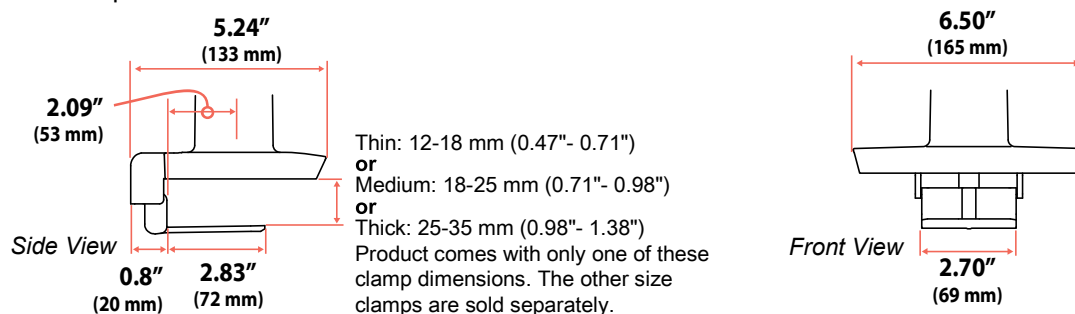 5.24”
(133 mm)
2.09”
(53 mm)
Thin: 12-18 mm (0.47"- 0.71")
or
Medium: 18-25 mm (0.71"- 0.98")
or
Thick: 25-35 mm (0.98"- 1.38")
Product comes with only one of these
clamp dimensions. The other size
clamps are sold separately.
Side View
0.8”
(20 mm)
2.83”
(72 mm)
6.50”
(165 mm)
Front View
2.70”
(69 mm)